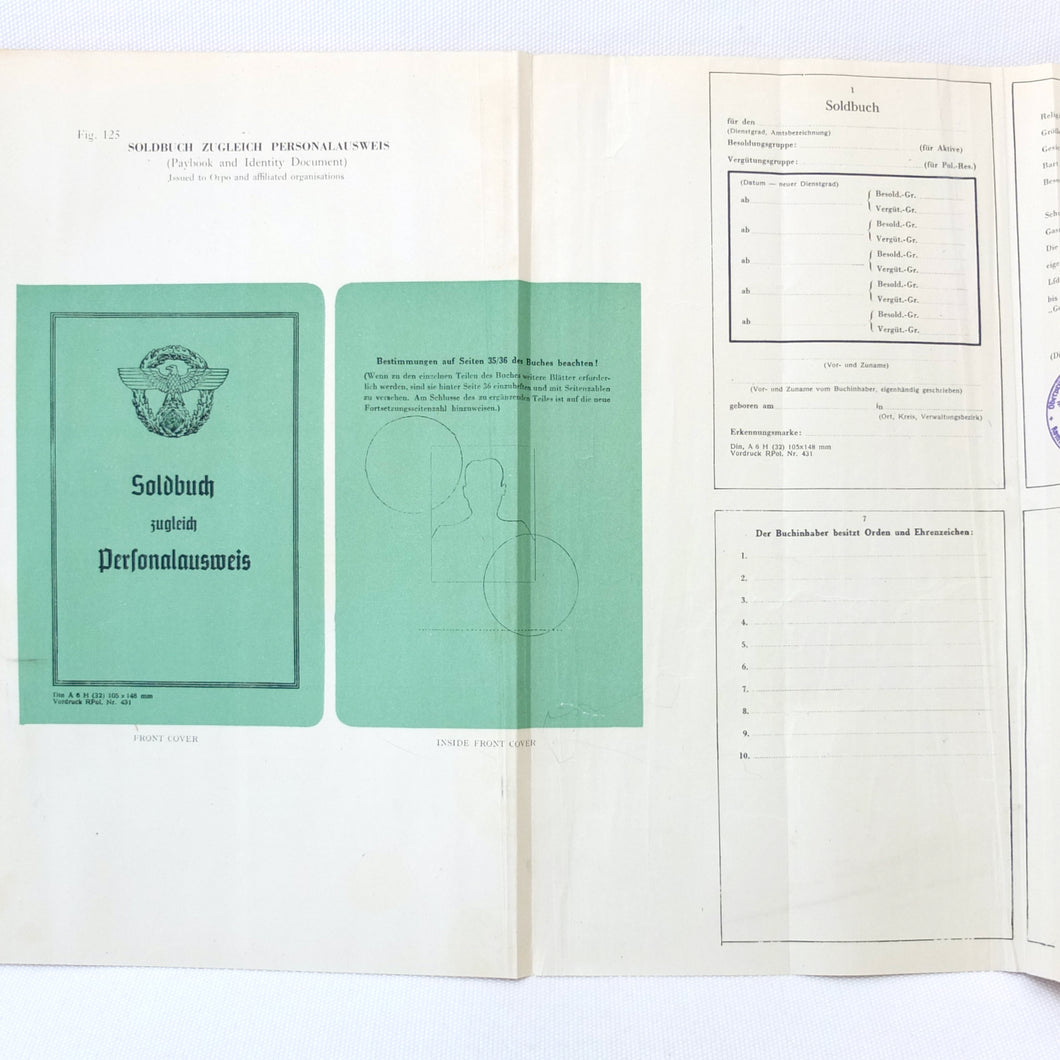 Fig. 125
SOLDBUCH ZUGLEICH PERSONALAUSWEIS
(Paybook and Identity Document)
Issued to Orpo and affiliated organisations
Soldbuch
zugleich
Personalausweis
Din A 6 H (32) 105 x 148 mm
Vordruck RPol. Nr. 431
FRONT COVER
Bestimmungen auf Seiten 35/36 des Buches beachten!
(Wenn zu den einzelnen Teilen des Buches weitere Blätter erforder-
lich werden, sind sie hinter Seite 36 einzuheften und mit Seitenzahlen
zu versehen. Am Schlusse des zu ergänzenden Teiles ist auf die neue
Fortsetzungsseitenzahl hinzuweisen.)
INSIDE FRONT COVER
1
Soldbuch
für den
(Dienstgrad, Amtsbezeichnung)
Besoldungsgruppe: (für Aktive)
Vergütungsgruppe: (für Pol.-Res.)
(Datum — neuer Dienstgrad)
ab { Besold.-Gr.
Vergüt.-Gr.
ab { Besold.-Gr.
Vergüt.-Gr.
ab { Besold.-Gr.
Vergüt.-Gr.
ab { Besold.-Gr.
Vergüt.-Gr.
ab { Besold.-Gr.
Vergüt.-Gr.
(Vor- und Zuname)
(Vor- und Zuname vom Buchinhaber, eigenhändig geschrieben)
geboren am in
(Ort, Kreis, Verwaltungsbezirk)
Erkennungsmarke:
Din, A 6 H (32) 105x148 mm
Vordruck RPol. Nr. 431
7
Der Buchinhaber besitzt Orden und Ehrenzeichen:
1.
2.
3.
4.
5.
6.
7.
8.
9.
10.